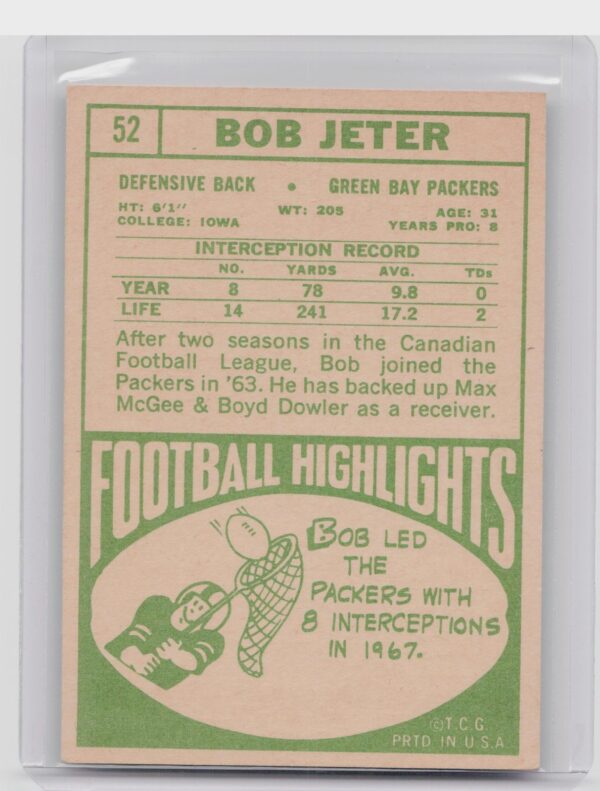 52 BOB JETER
DEFENSIVE BACK • GREEN BAY PACKERS
HT: 6'1" WT: 205 AGE: 31
COLLEGE: IOWA YEARS PRO: 8
INTERCEPTION RECORD
NO. YARDS AVG. TDs
YEAR 8 78 9.8 0
LIFE 14 241 17.2 2
After two seasons in the Canadian
Football League, Bob joined the
Packers in '63. He has backed up Max
McGee & Boyd Dowler as a receiver.
FOOTBALL HIGHLIGHTS
BOB LED
THE
PACKERS WITH
8 INTERCEPTIONS
IN 1967.
©T.C.G.
PRTD IN U.S.A